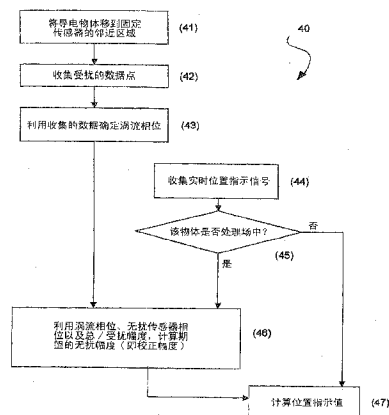 将导电物体移到固定
传感器的邻近区域
(41)
40
收集受扰的数据点
(42)
利用收集的数据确定涡流相位
(43)
收集实时位置指示信号
(44)
该物体是否处理场中?
否
(45)
是
利用涡流相位、无扰传感器相
位以及总/受扰幅度,计算期
望的无扰幅度(即校正幅度)
(46)
计算位置指示值
(47)